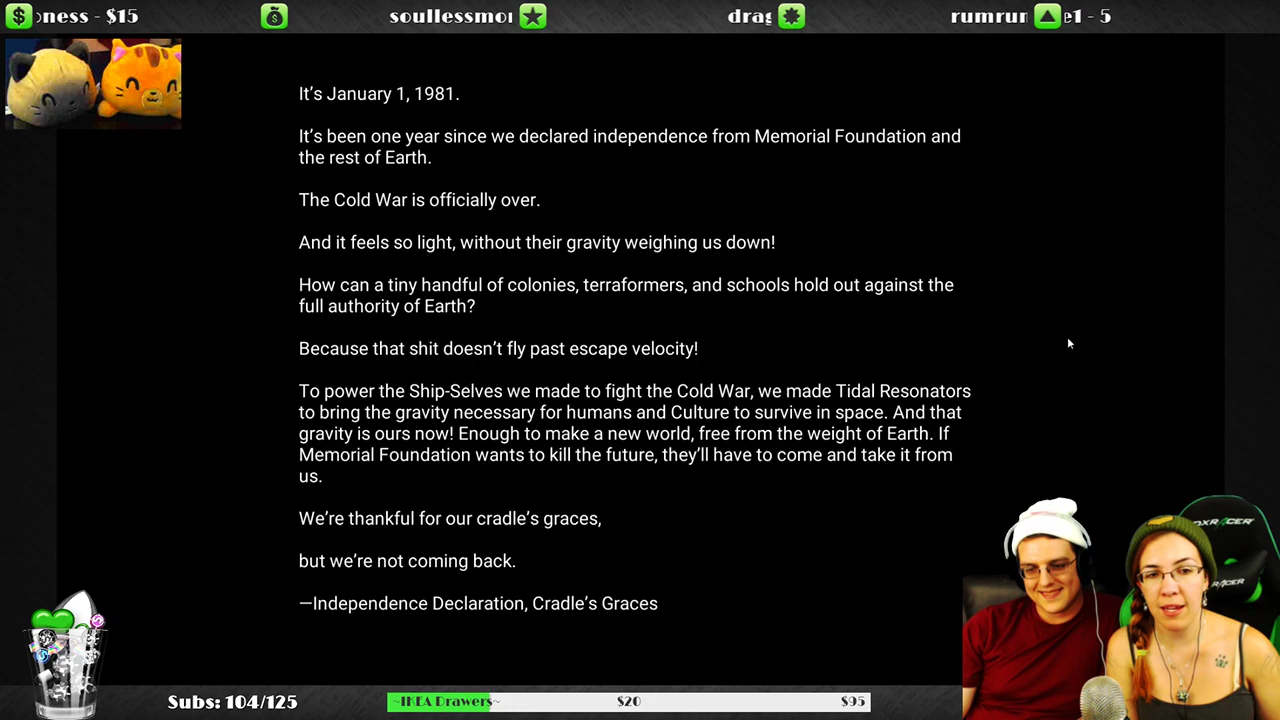 ness - $15
soullessmo
drag
rumrun
e1 - 5
It's January 1, 1981.
It's been one year since we declared independence from Memorial Foundation and
the rest of Earth.
The Cold War is officially over.
And it feels so light, without their gravity weighing us down!
How can a tiny handful of colonies, terraformers, and schools hold out against the
full authority of Earth?
Because that shit doesn't fly past escape velocity!
To power the Ship-Selves we made to fight the Cold War, we made Tidal Resonators
to bring the gravity necessary for humans and Culture to survive in space. And that
gravity is ours now! Enough to make a new world, free from the weight of Earth. If
Memorial Foundation wants to kill the future, they'll have to come and take it from
us.
We're thankful for our cradle's graces,
but we're not coming back.
—Independence Declaration, Cradle's Graces
Subs: 104/125
~IKEA Drawers~
$20
$95